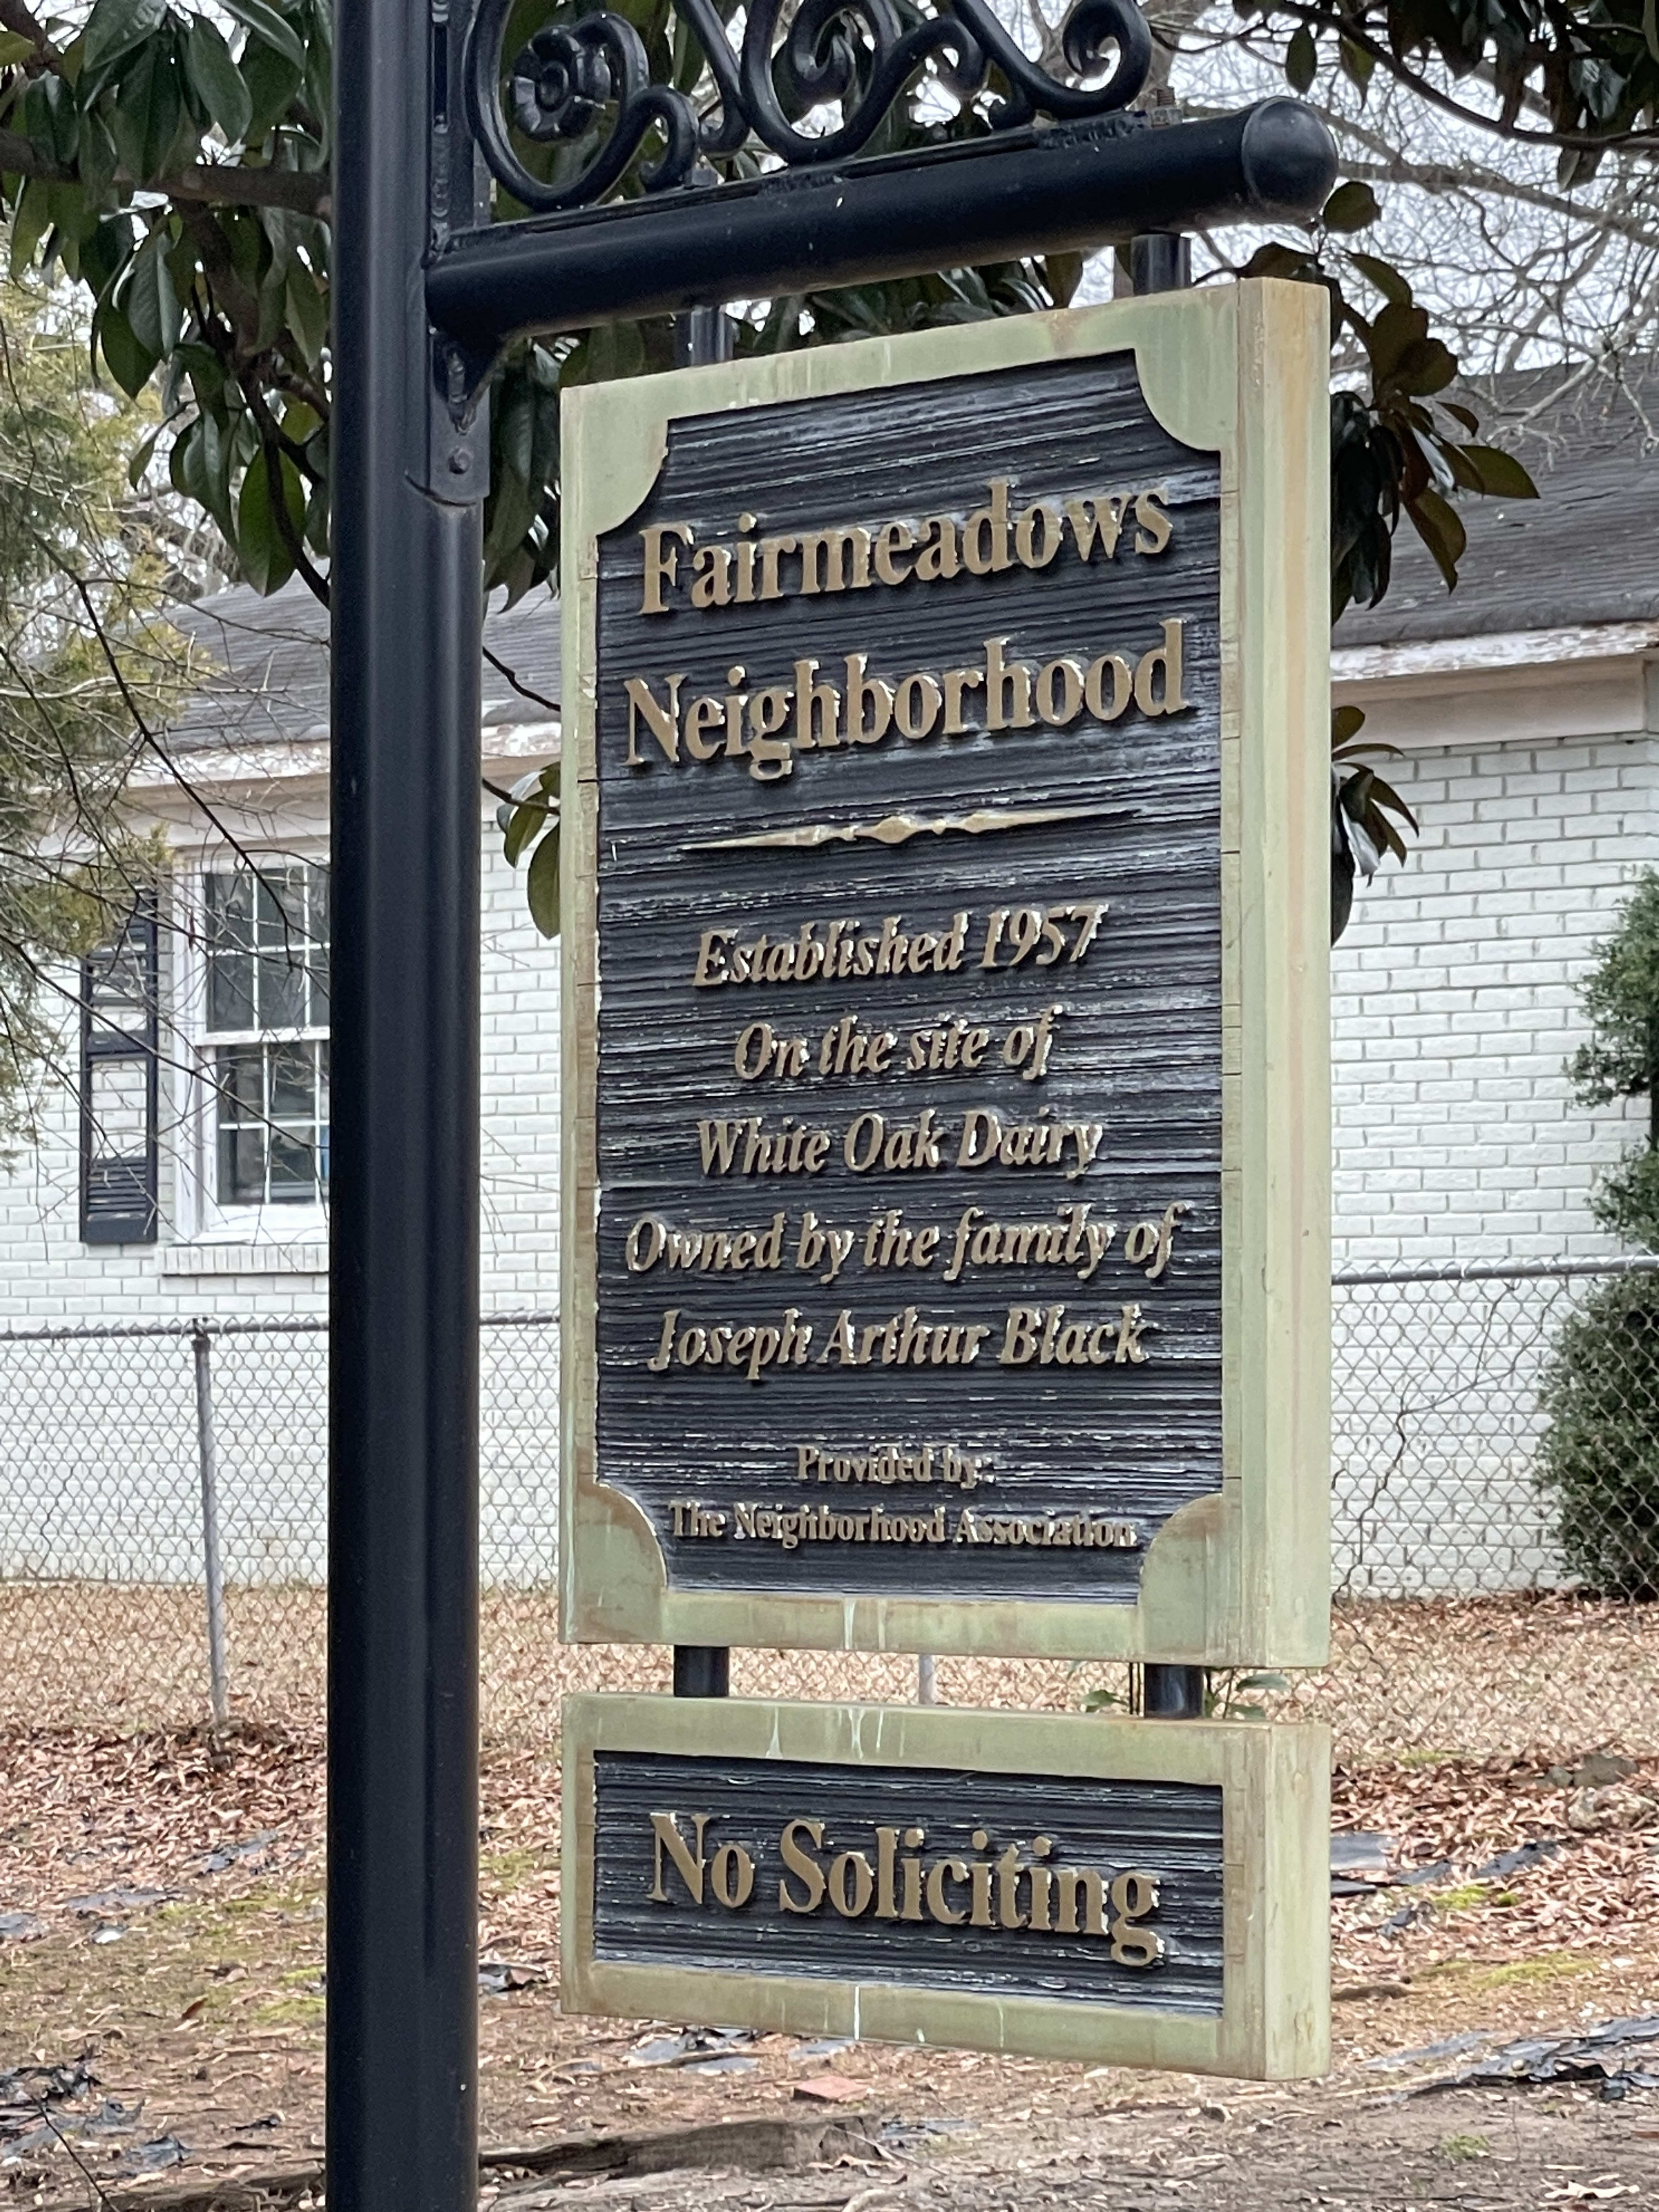 Fairmeadows
Neighborhood
Established 1957
On the site of
White Oak Dairy
Owned by the family of
Joseph Arthur Black
Provided by:
The Neighborhood Association
No Soliciting